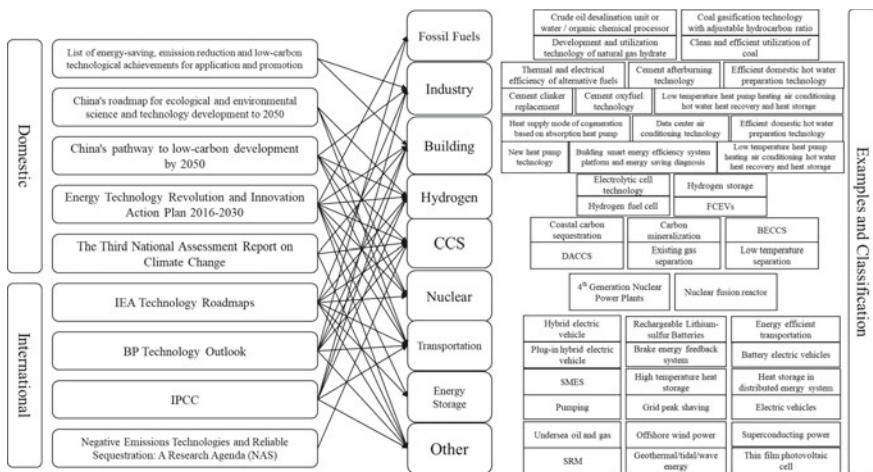 Domestic
List of energy-saving, emission reduction and low-carbon
technological achievements for application and promotion
China's roadmap for ecological and environmental
science and technology development to 2050
China's pathway to low-carbon development
by 2050
Energy Technology Revolution and Innovation
Action Plan 2016-2030
The Third National Assessment Report on
Climate Change
International
IEA Technology Roadmaps
BP Technology Outlook
IPCC
Negative Emissions Technologies and Reliable
Sequestration: A Research Agenda (NAS)
Fossil Fuels
Industry
Building
Hydrogen
CCS
Nuclear
Transportation
Energy
Storage
Other
Crude oil desalination unit or
water / organic chemical processor
Coal gasification technology
with adjustable hydrocarbon ratio
Development and utilization
technology of natural gas hydrate
Clean and efficient utilization of
coal
Thermal and electrical
efficiency of alternative fuels
Cement afterburning
technology
Efficient domestic hot water
preparation technology
Cement clinker
replacement
Cement oxyfuel
technology
Low temperature heat pump heating air conditioning
hot water heat recovery and heat storage
Heat supply mode of cogeneration
based on absorption heat pump
Data center air
conditioning technology
Efficient domestic hot water
preparation technology
New heat pump
technology
Building smart energy efficiency system
platform and energy saving diagnosis
Low temperature heat pump
heating air conditioning hot water
heat recovery and heat storage
Electrolytic cell
technology
Hydrogen storage
Hydrogen fuel cell
FCEVs
Coastal carbon
sequestration
Carbon
mineralization
BECCS
DACCS
Existing gas
separation
Low temperature
separation
4th Generation Nuclear
Power Plants
Nuclear fusion reactor
Hybrid electric
vehicle
Rechargeable Lithium-
sulfur Batteries
Energy efficient
transportation
Plug-in hybrid electric
vehicle
Brake energy feedback
system
Battery electric vehicles
SMES
High temperature heat
storage
Heat storage in
distributed energy system
Pumping
Grid peak shaving
Electric vehicles
Undersea oil and gas
Offshore wind power
Superconducting power
SRM
Geothermal/tidal/wave
energy
Thin film photovoltaic
cell
Examples and Classification